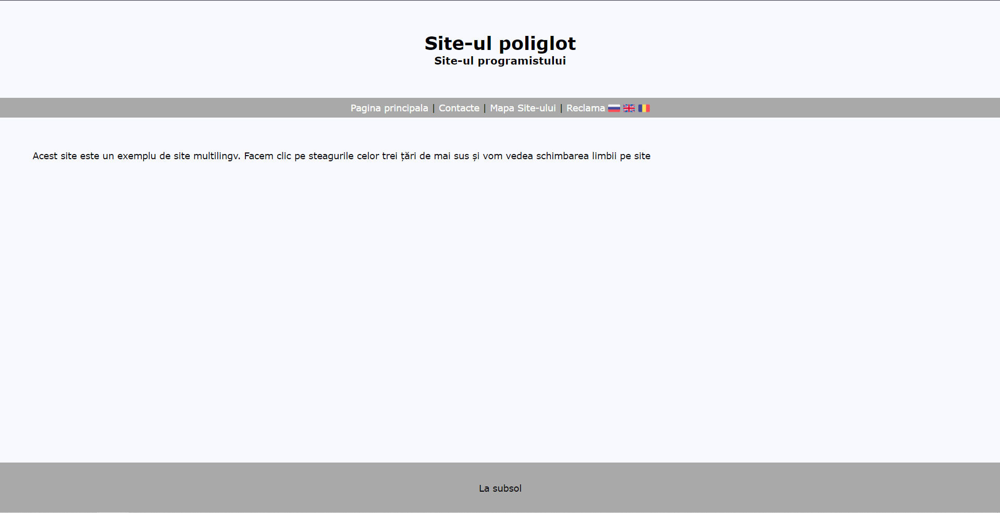 Site-ul poliglot
Site-ul programistului
Pagina principala | Contacte | Mapa Site-ului | Reclama
Acest site este un exemplu de site multilingv. Facem clic pe steagurile celor trei țări de mai sus și vom vedea schimbarea limbii pe site
La subsol